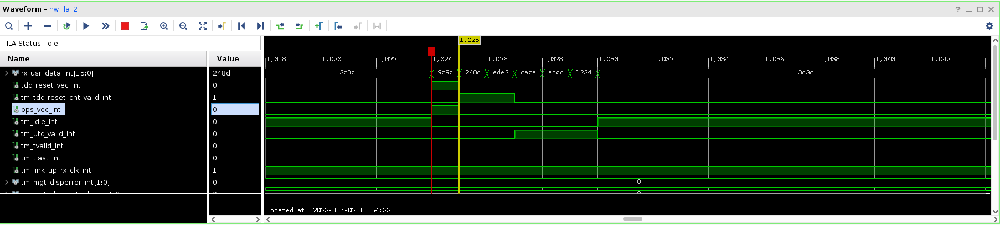 Waveform - hw_ila_2
?
ILA Status: Idle
1,025
Name Value
T
1,018 1,020 1,022 1,024 1,026 1,028 1,030 1,032 1,034 1,036 1,038 1,040 1,042 1
rx_usr_data_int[15:0] 248d 3c3c 9c9c 248d ede2 caca abcd 1234 3c3c
tdc_reset_vec_int 0
tm_tdc_reset_cnt_valid_int 1
pps_vec_int 0
tm_idle_int 0
tm_utc_valid_int 0
tm_tvalid_int 0
tm_tlast_int 0
tm_link_up_rx_clk_int 1
tm_mgt_disperror_int[1:0] 0 0
Updated at: 2023-Jun-02 11:54:33